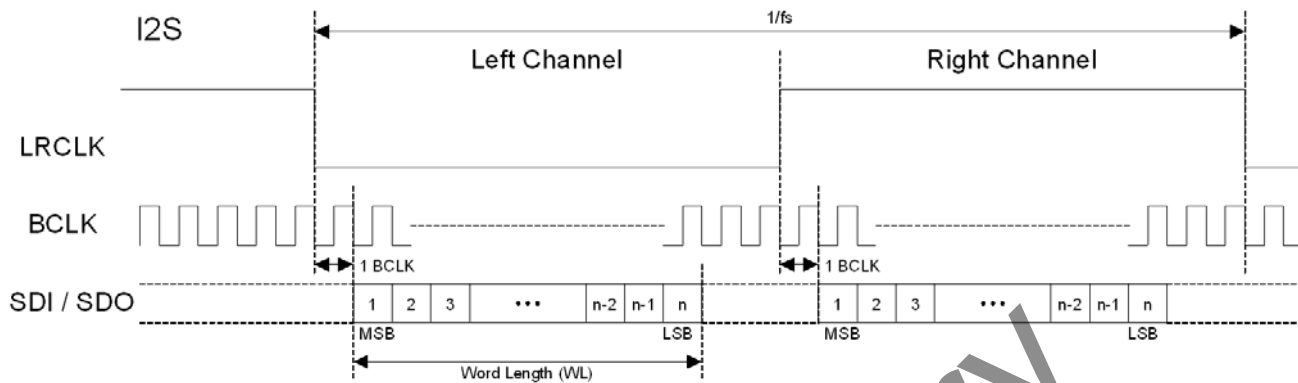 I2S
1/fs
Left Channel
Right Channel
LRCLK
BCLK
1 BCLK
1 BCLK
SDI / SDO
1 2 3 ••• n-2 n-1 n
1 2 3 ••• n-2 n-1 n
MSB
LSB
MSB
LSB
Word Length (WL)